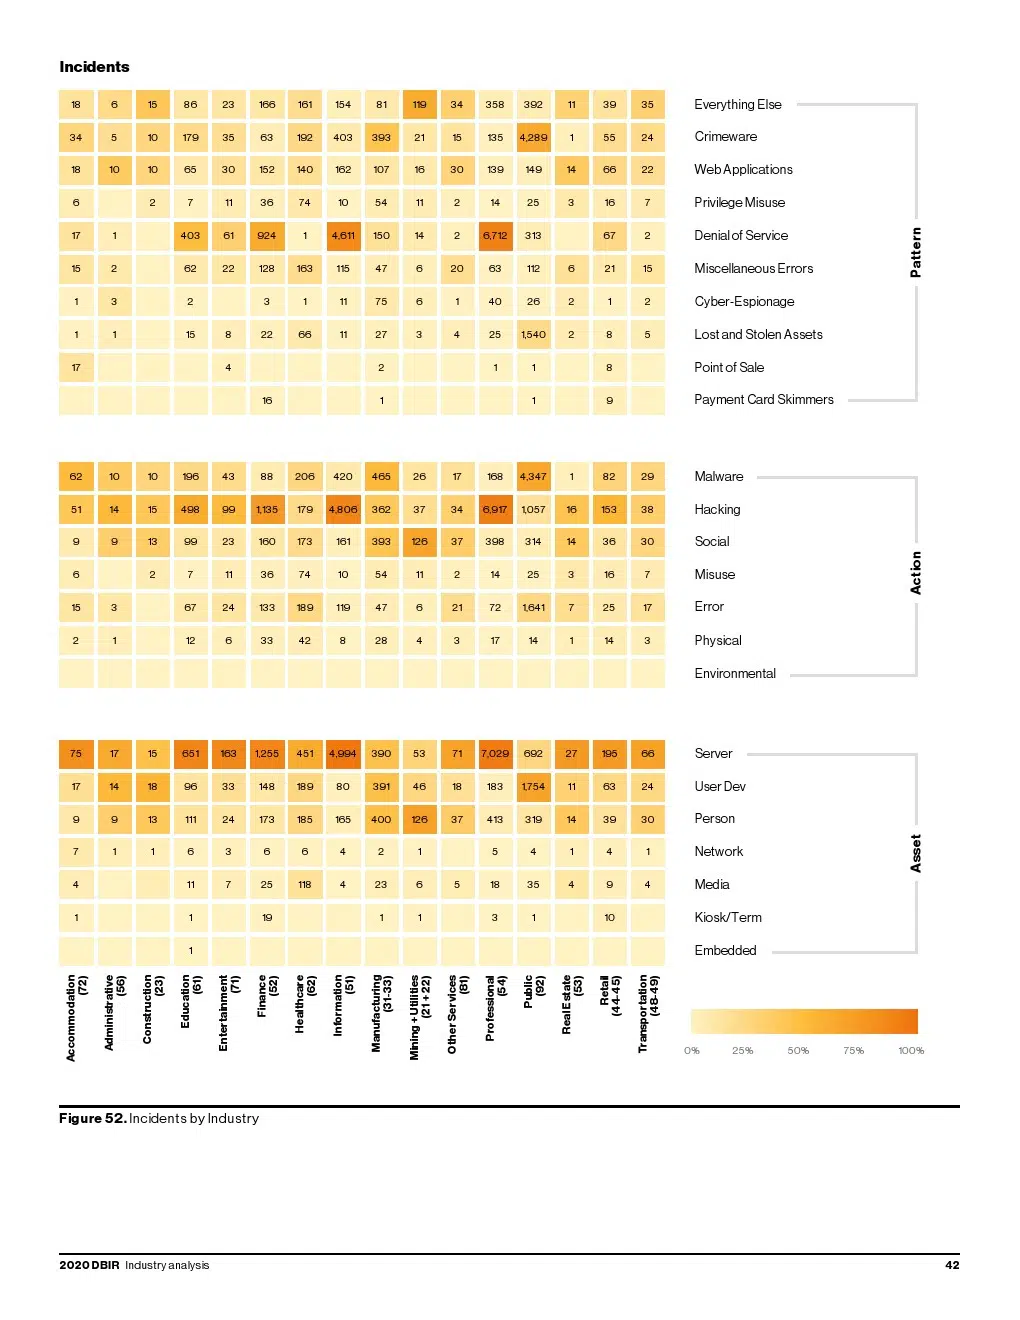 Incidents
18 6 15 86 23 166 161 154 81 119 34 358 392 11 39 35 Everything Else
34 5 10 179 35 63 192 403 393 21 15 135 4,289 1 55 24 Crimeware
18 10 10 65 30 152 140 162 107 16 30 139 149 14 66 22 Web Applications
6 2 7 11 36 74 10 54 11 2 14 25 3 16 7 Privilege Misuse
17 1 403 61 924 1 4,611 150 14 2 6,712 313 67 2 Denial of Service
15 2 62 22 128 163 115 47 6 20 63 112 6 21 15 Miscellaneous Errors
1 3 2 3 1 11 75 6 1 40 26 2 1 2 Cyber-Espionage
1 1 15 8 22 66 11 27 3 4 25 1,540 2 8 5 Lost and Stolen Assets
17 4 2 1 1 8 Point of Sale
16 1 1 9 Payment Card Skimmers
Pattern
62 10 10 196 43 88 206 420 465 26 17 168 4,347 1 82 29 Malware
51 14 15 498 99 1,135 179 4,806 362 37 34 6,917 1,057 16 153 38 Hacking
9 9 13 99 23 160 173 161 393 126 37 398 314 14 36 30 Social
6 2 7 11 36 74 10 54 11 2 14 25 3 16 7 Misuse
15 3 67 24 133 189 119 47 6 21 72 1,641 7 25 17 Error
2 1 12 6 33 42 8 28 4 3 17 14 1 14 3 Physical
Environmental
Action
75 17 15 651 163 1,255 451 4,994 390 53 71 7,029 692 27 195 66 Server
17 14 18 96 33 148 189 80 391 46 18 183 1,754 11 63 24 User Dev
9 9 13 111 24 173 185 165 400 126 37 413 319 14 39 30 Person
7 1 1 6 3 6 6 4 2 1 5 4 1 4 1 Network
4 11 7 25 118 4 23 6 5 18 35 4 9 4 Media
1 1 19 1 1 3 1 10 Kiosk/Term
1 Embedded
Asset
Accommodation
(72)
Administrative
(56)
Construction
(23)
Education
(61)
Entertainment
(71)
Finance
(52)
Healthcare
(62)
Information
(51)
Manufacturing
(31-33)
Mining + Utilities
(21 + 22)
Other Services
(81)
Professional
(54)
Public
(92)
Real Estate
(53)
Retail
(44-45)
Transportation
(48-49)
0% 25% 50% 75% 100%
Figure 52. Incidents by Industry
2020 DBIR Industry analysis 42